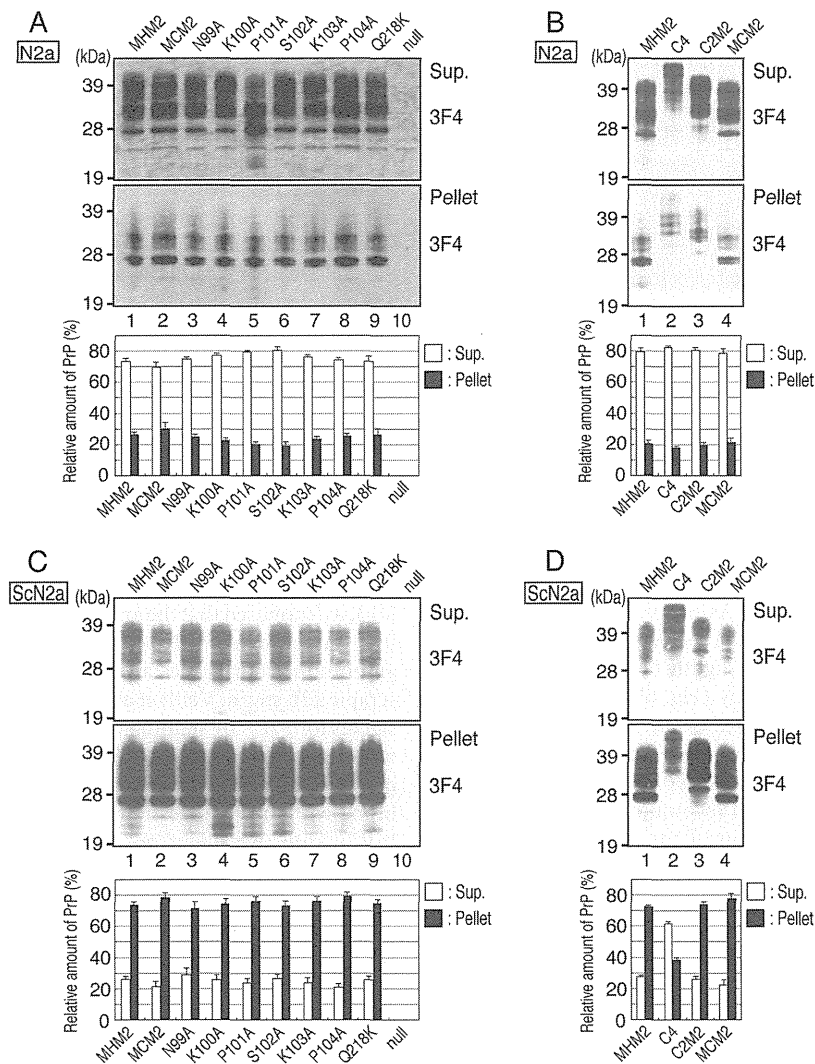 A
N2a
(kDa)
MHM2 MCM2 N99A K100A P101A S102A K103A P104A Q218K null
39
28
19
Sup.
3F4
39
28
19
Pellet
3F4
1 2 3 4 5 6 7 8 9 10
Relative amount of PrP (%)
80
60
40
20
0
: Sup.
: Pellet
MHM2 MCM2 N99A K100A P101A S102A K103A P104A Q218K null
B
N2a
(kDa)
MHM2 C4 C2M2 MCM2
39
28
19
Sup.
3F4
39
28
19
Pellet
3F4
1 2 3 4
Relative amount of PrP (%)
80
60
40
20
0
: Sup.
: Pellet
MHM2 C4 C2M2 MCM2
C
ScN2a
(kDa)
MHM2 MCM2 N99A K100A P101A S102A K103A P104A Q218K null
39
28
19
Sup.
3F4
39
28
19
Pellet
3F4
1 2 3 4 5 6 7 8 9 10
Relative amount of PrP (%)
80
60
40
20
0
: Sup.
: Pellet
MHM2 MCM2 N99A K100A P101A S102A K103A P104A Q218K null
D
ScN2a
(kDa)
MHM2 C4 C2M2 MCM2
39
28
19
Sup.
3F4
39
28
19
Pellet
3F4
1 2 3 4
Relative amount of PrP (%)
80
60
40
20
0
: Sup.
: Pellet
MHM2 C4 C2M2 MCM2